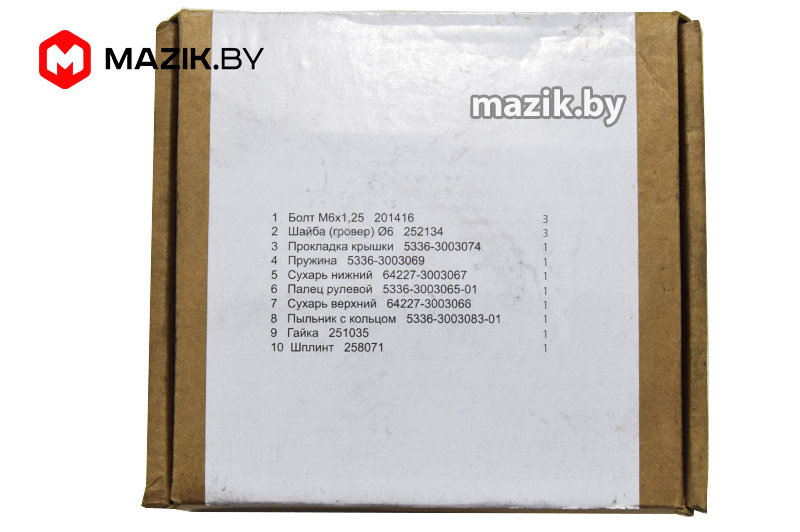 MAZIK.BY
mazik.by
1 Болт М6х1,25 201416 3
2 Шайба (гровер) Ø6 252134 3
3 Прокладка крышки 5336-3003074 1
4 Пружина 5336-3003069 1
5 Сухарь нижний 64227-3003067 1
6 Палец рулевой 5336-3003065-01 1
7 Сухарь верхний 64227-3003066 1
8 Пыльник с кольцом 5336-3003083-01 1
9 Гайка 251035 1
10 Шплинт 258071 1